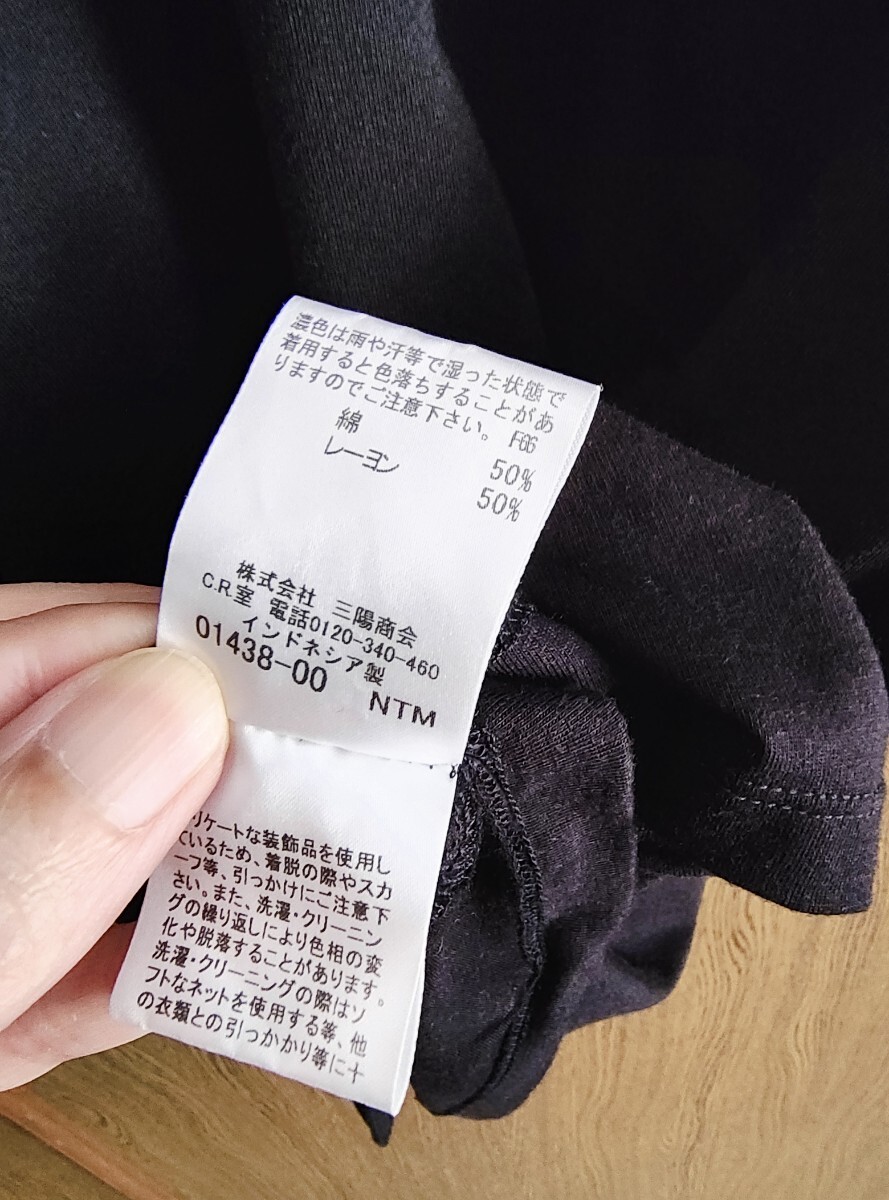 濃色は雨や汗等で湿った状態で
着用すると色落ちすることがあ
りますのでご注意下さい。 F66
綿 50%
レーヨン 50%
株式会社 三陽商会
C.R.室 電話0120-340-460
インドネシア製
01438-00 NTM
リケートな装飾品を使用し
ているため、着脱の際やスカ
ーフ等、引っかけにご注意下
さい。また、洗濯・クリーニン
グの繰り返しにより色相の変
化や脱落することがあります。
洗濯・クリーニングの際はソ
フトなネットを使用する等、他
の衣類との引っかかり等に十